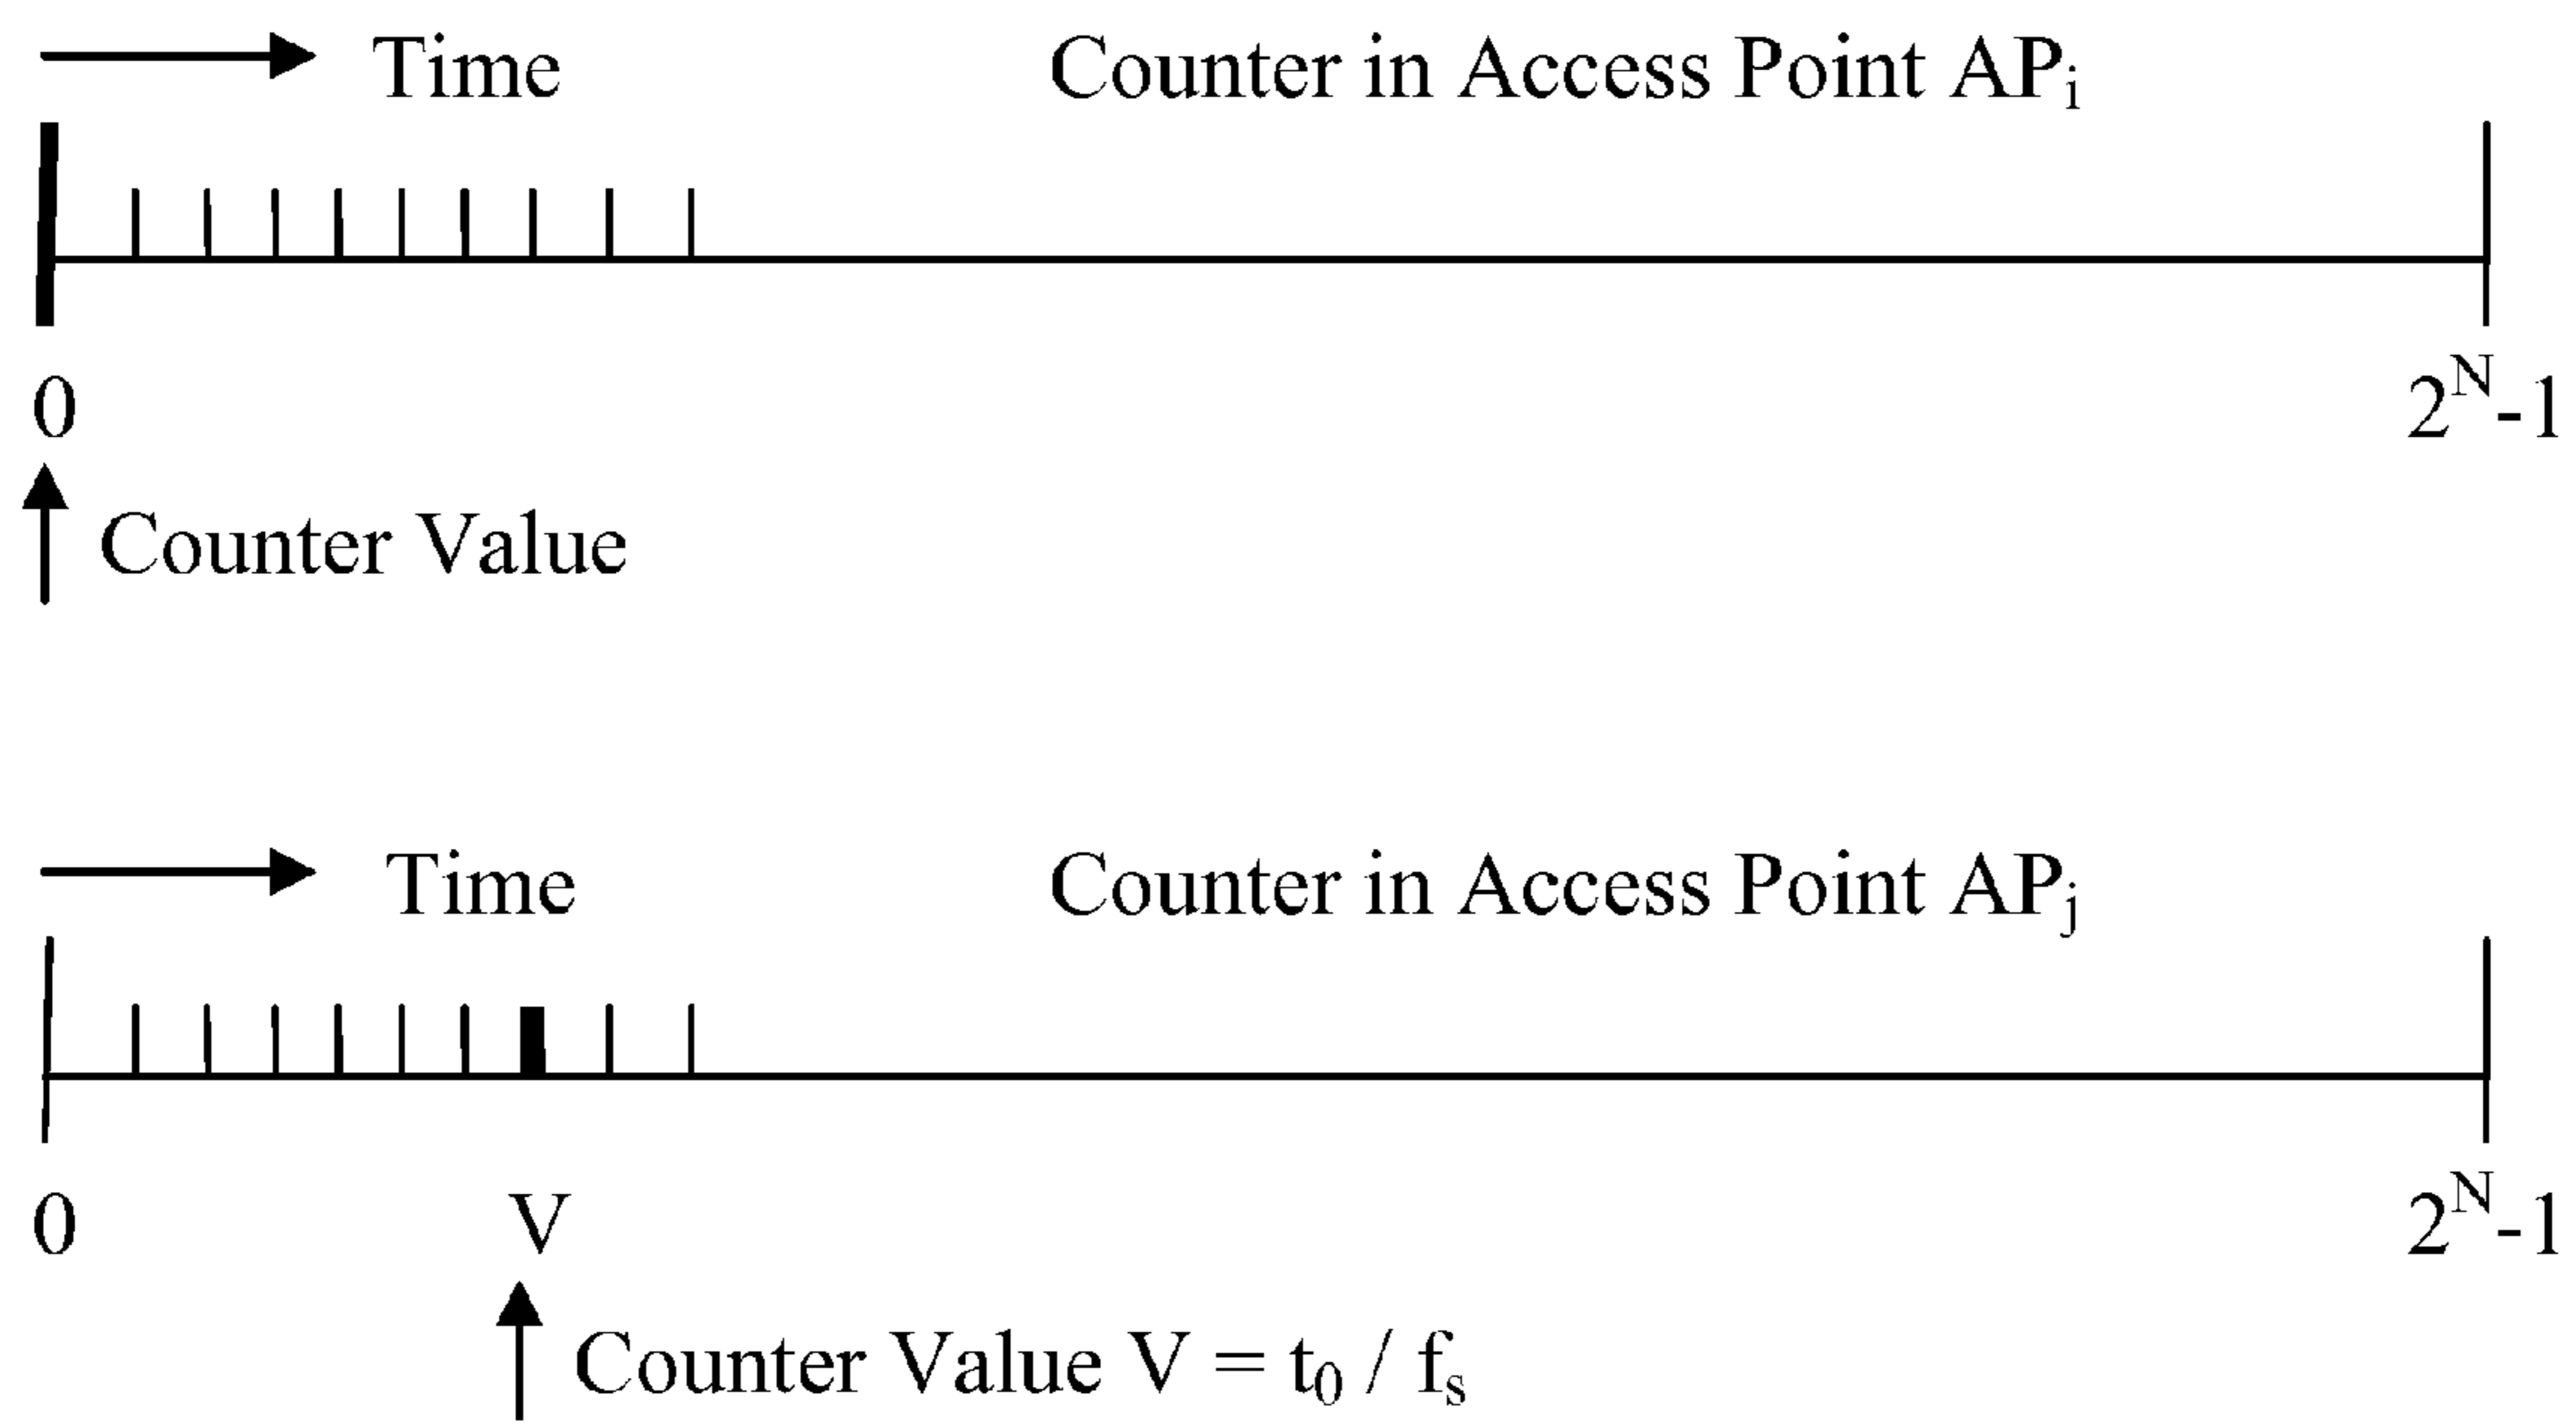 Time
Counter in Access Point APᵢ
0
2ᴺ-1
Counter Value
Time
Counter in Access Point APⱼ
0
V
2ᴺ-1
Counter Value V = t₀ / fₛ